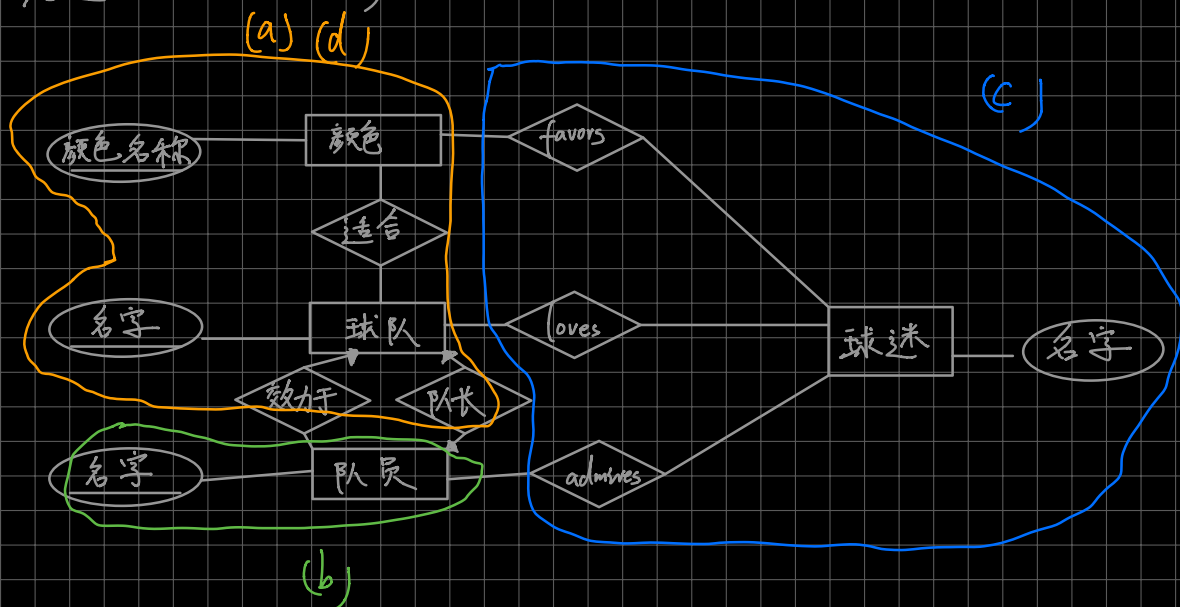 (a) (d)
(c)
颜色名称
颜色
favors
适合
名字
球队
loves
球迷
名字
效力于
队长
名字
队员
admires
(b)